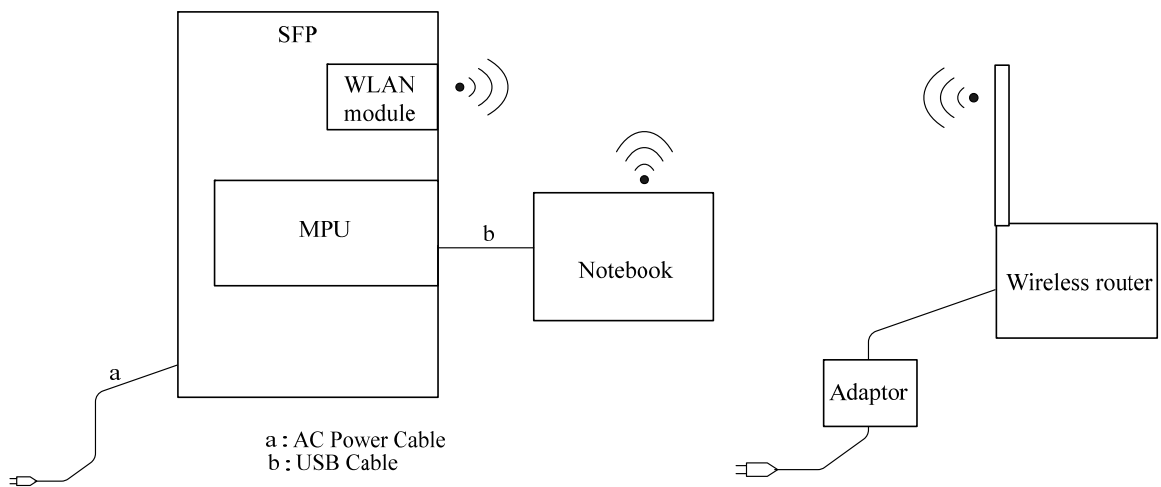 SFP
WLAN
module
MPU
b
Notebook
Wireless router
a
Adaptor
a : AC Power Cable
b : USB Cable